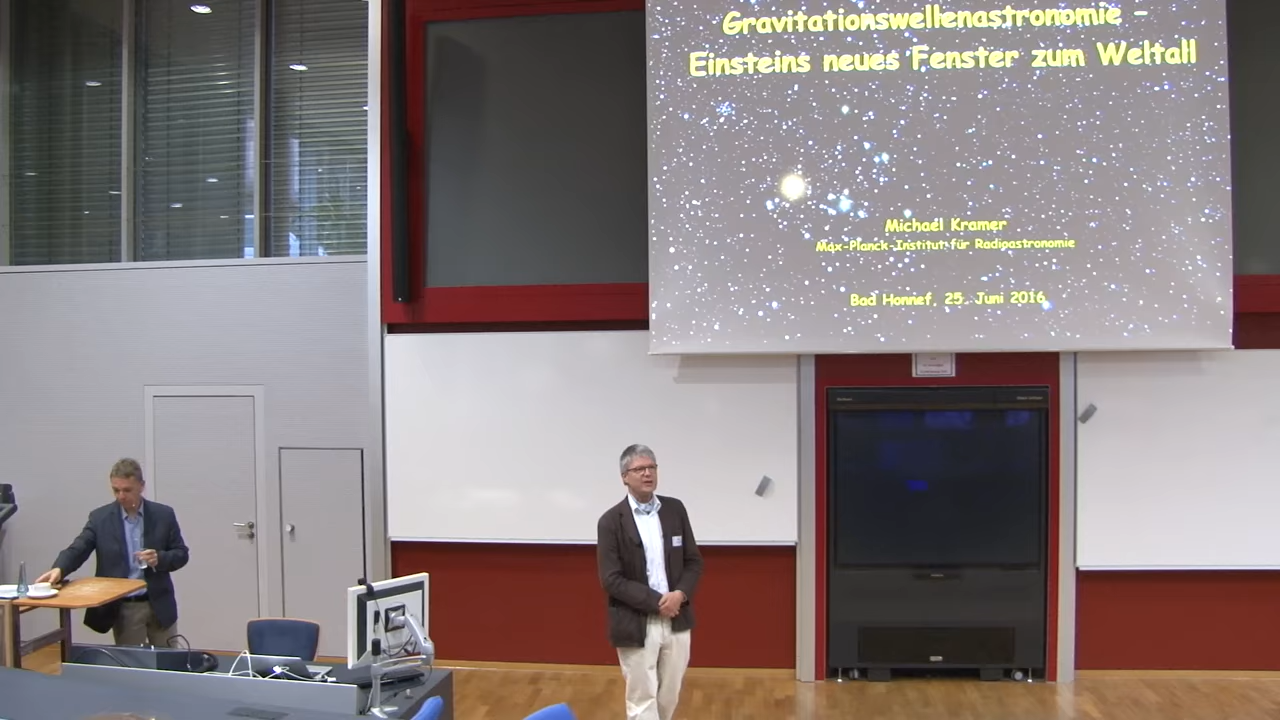 Gravitationswellenastronomie -
Einsteins neues Fenster zum Weltall
Michael Kramer
Max-Planck-Institut für Radioastronomie
Bad Honnef, 25. Juni 2016